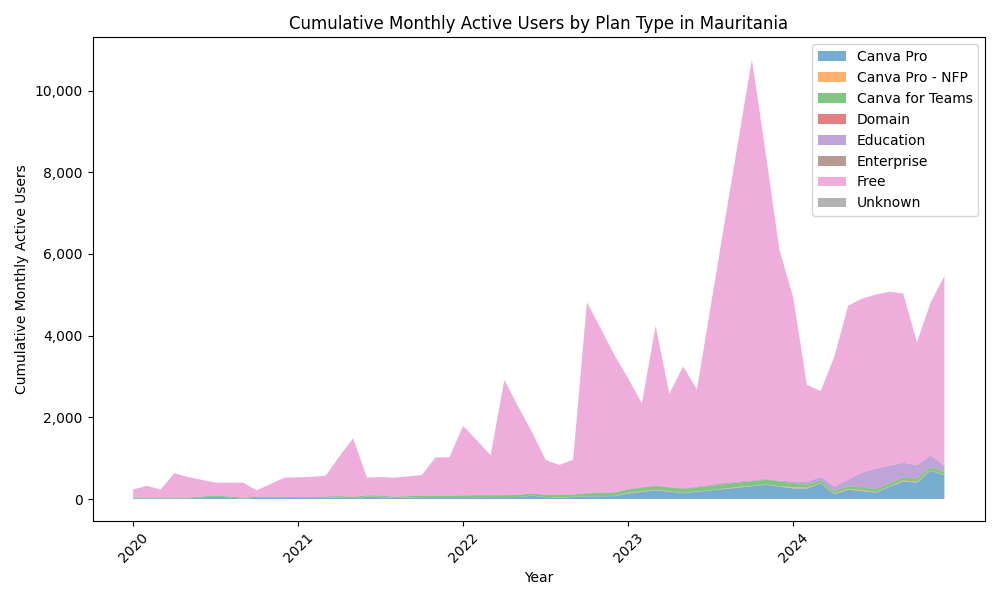 Cumulative Monthly Active Users by Plan Type in Mauritania
Cumulative Monthly Active Users
10,000
8,000
6,000
4,000
2,000
0
Canva Pro
Canva Pro - NFP
Canva for Teams
Domain
Education
Enterprise
Free
Unknown
2020
2021
2022
2023
2024
Year